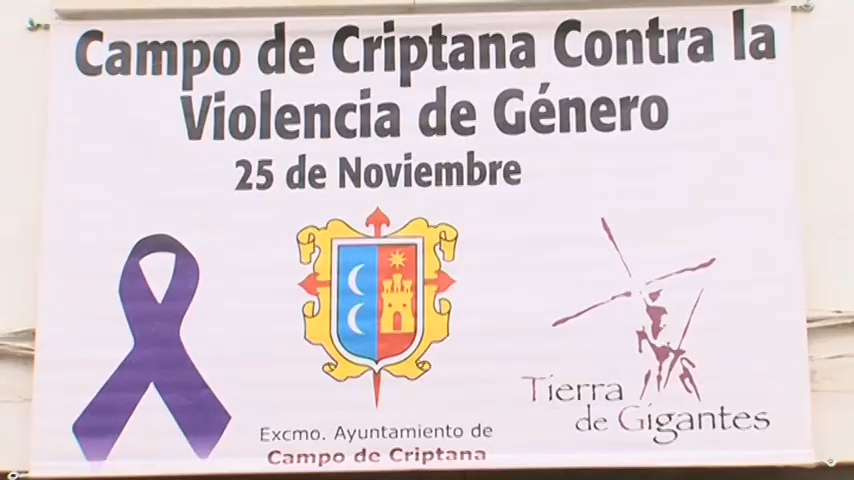 Campo de Criptana Contra la
Violencia de Género
25 de Noviembre
Excmo. Ayuntamiento de
Campo de Criptana
Tierra
de Gigantes